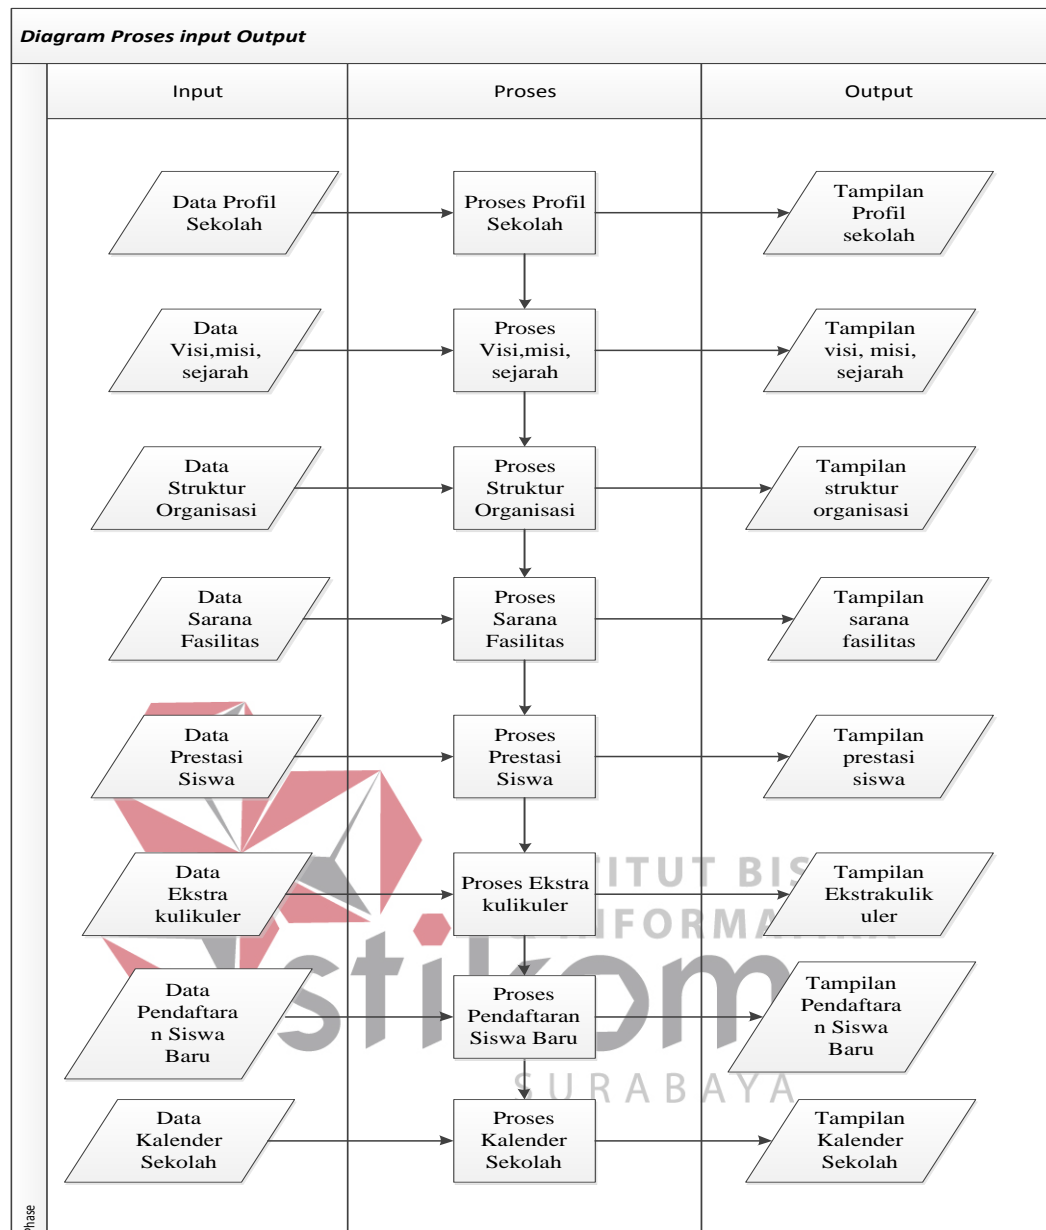 Diagram Proses input Output
Input
Proses
Output
Data Profil
Sekolah
Proses Profil
Sekolah
Tampilan
Profil
sekolah
Data
Visi,misi,
sejarah
Proses
Visi,misi,
sejarah
Tampilan
visi, misi,
sejarah
Data
Struktur
Organisasi
Proses
Struktur
Organisasi
Tampilan
struktur
organisasi
Data
Sarana
Fasilitas
Proses
Sarana
Fasilitas
Tampilan
sarana
fasilitas
Data
Prestasi
Siswa
Proses
Prestasi
Siswa
Tampilan
prestasi
siswa
Data
Ekstra
kulikuler
Proses Ekstra
kulikuler
Tampilan
Ekstrakulik
uler
Data
Pendaftara
n Siswa
Baru
Proses
Pendaftaran
Siswa Baru
Tampilan
Pendaftara
n Siswa
Baru
Data
Kalender
Sekolah
Proses
Kalender
Sekolah
Tampilan
Kalender
Sekolah
Phase
stikom
SURABAYA